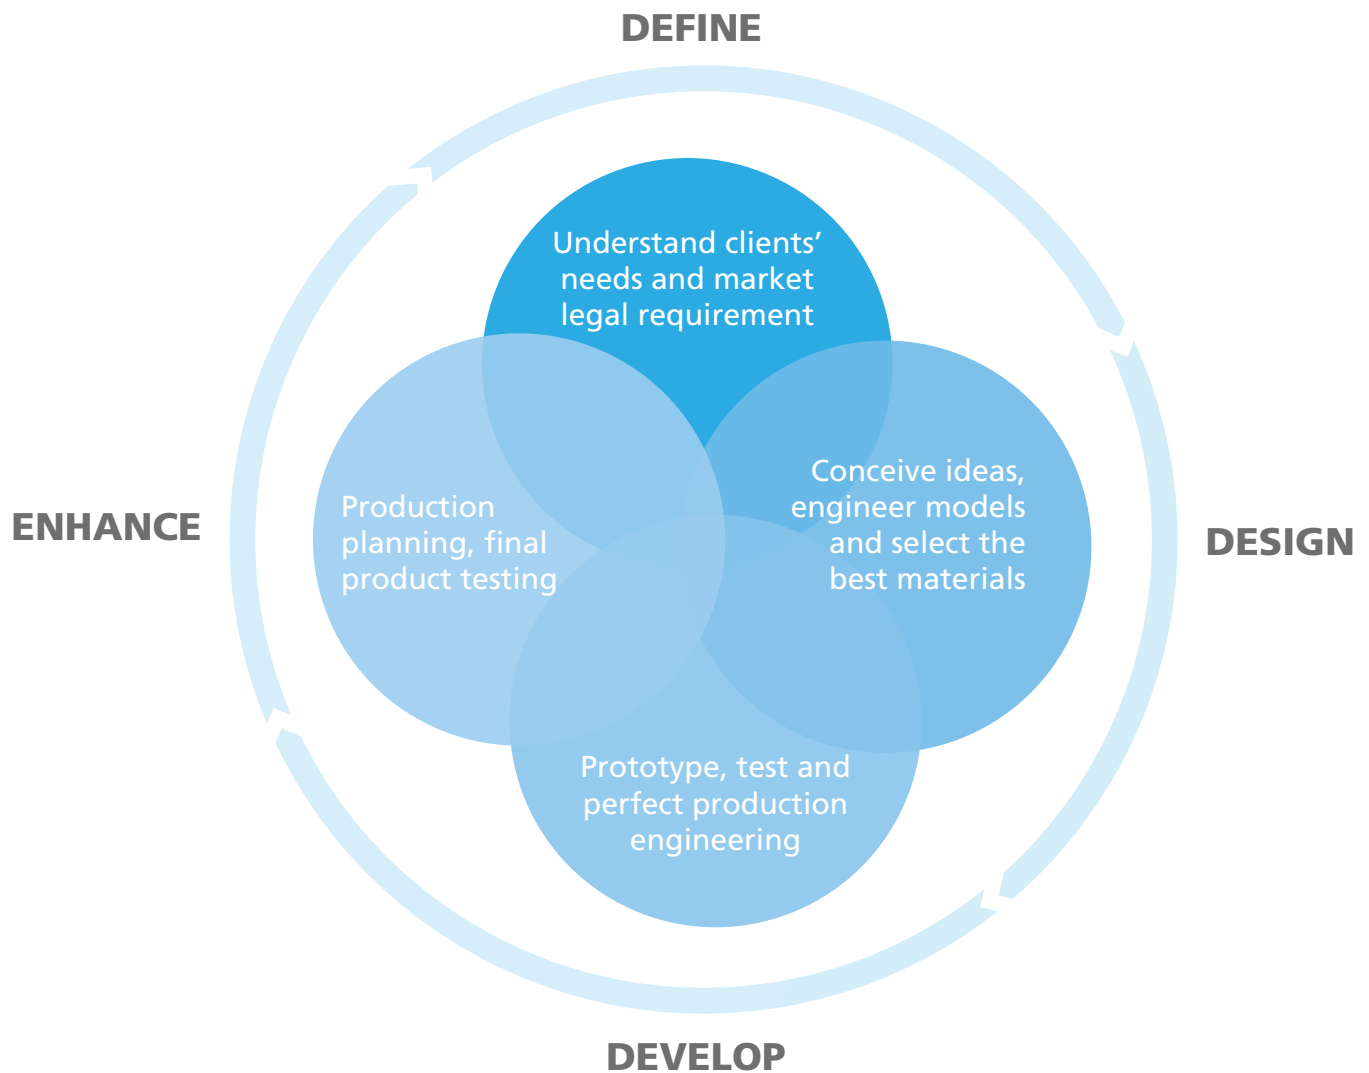 DEFINE
Understand clients’
needs and market
legal requirement
Conceive ideas,
engineer models
and select the
best materials
DESIGN
Production
planning, final
product testing
ENHANCE
Prototype, test and
perfect production
engineering
DEVELOP